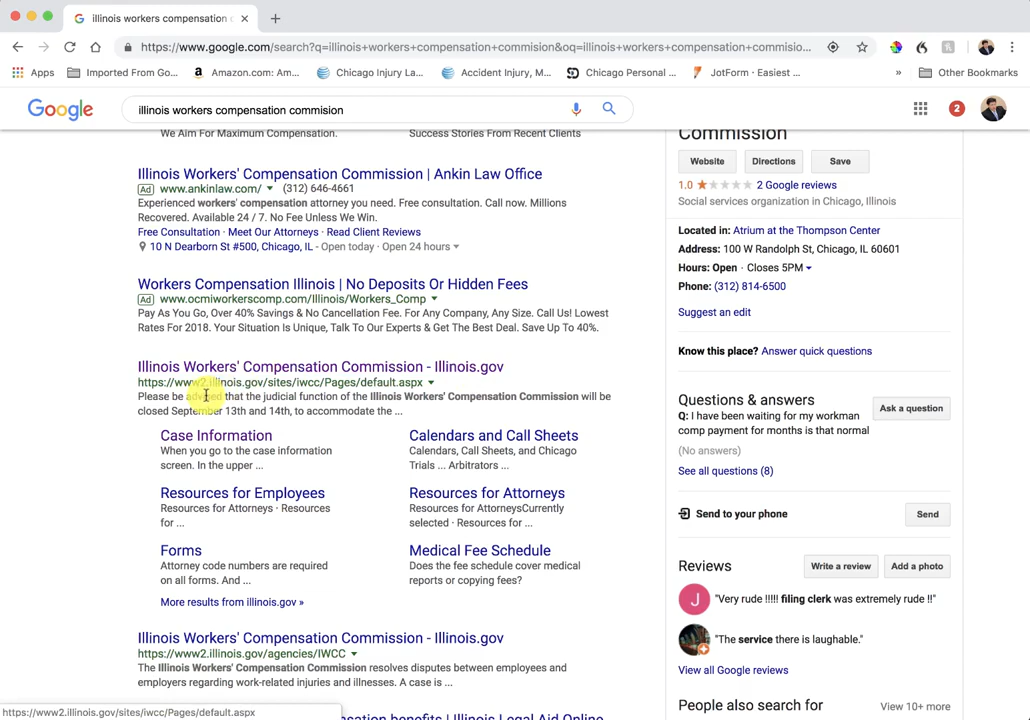 illinois workers compensation c
https://www.google.com/search?q=illinois+workers+compensation+commision&oq=illinois+workers+compensation+commisio...
Apps
Imported From Go...
Amazon.com: Am...
Chicago Injury La...
Accident Injury, M...
Chicago Personal ...
JotForm · Easiest ...
»
Other Bookmarks
Google
illinois workers compensation commision
2
We Aim For Maximum Compensation.
Success Stories From Recent Clients
Illinois Workers' Compensation Commission | Ankin Law Office
Ad www.ankinlaw.com/ (312) 646-4661
Experienced workers' compensation attorney you need. Free consultation. Call now. Millions
Recovered. Available 24 / 7. No Fee Unless We Win.
Free Consultation · Meet Our Attorneys · Read Client Reviews
10 N Dearborn St #500, Chicago, IL - Open today · Open 24 hours
Workers Compensation Illinois | No Deposits Or Hidden Fees
Ad www.ocmiworkerscomp.com/Illinois/Workers_Comp
Pay As You Go, Over 40% Savings & No Cancellation Fee. For Any Company, Any Size. Call Us! Lowest
Rates For 2018. Your Situation Is Unique, Talk To Our Experts & Get The Best Deal. Save Up To 40%.
Illinois Workers' Compensation Commission - Illinois.gov
https://www2.illinois.gov/sites/iwcc/Pages/default.aspx
Please be advised that the judicial function of the Illinois Workers' Compensation Commission will be
closed September 13th and 14th, to accommodate the ...
Case Information
When you go to the case information
screen. In the upper ...
Calendars and Call Sheets
Calendars, Call Sheets, and Chicago
Trials ... Arbitrators ...
Resources for Employees
Resources for Attorneys · Resources
for ...
Resources for Attorneys
Resources for AttorneysCurrently
selected · Resources for ...
Forms
Attorney code numbers are required
on all forms. And ...
Medical Fee Schedule
Does the fee schedule cover medical
reports or copying fees?
More results from illinois.gov »
Illinois Workers' Compensation Commission - Illinois.gov
https://www2.illinois.gov/agencies/IWCC
The Illinois Workers' Compensation Commission resolves disputes between employees and
employers regarding work-related injuries and illnesses. A case is ...
ensation benefits | Illinois Legal Aid Online
https://www2.illinois.gov/sites/iwcc/Pages/default.aspx
Commission
Website
Directions
Save
1.0 2 Google reviews
Social services organization in Chicago, Illinois
Located in: Atrium at the Thompson Center
Address: 100 W Randolph St, Chicago, IL 60601
Hours: Open · Closes 5PM
Phone: (312) 814-6500
Suggest an edit
Know this place? Answer quick questions
Questions & answers
Ask a question
Q: I have been waiting for my workman
comp payment for months is that normal
(No answers)
See all questions (8)
Send to your phone
Send
Reviews
Write a review
Add a photo
J
"Very rude !!!!! filing clerk was extremely rude !!"
"The service there is laughable."
View all Google reviews
People also search for
View 10+ more